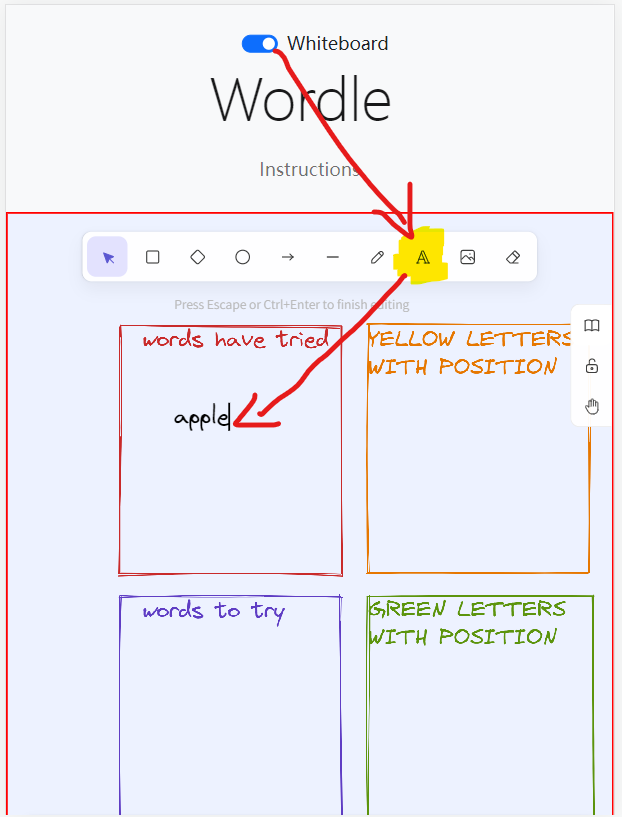 Whiteboard
Wordle
Instructions
A
Press Escape or Ctrl+Enter to finish editing
words have tried
YELLOW LETTERS
WITH POSITION
apple
words to try
GREEN LETTERS
WITH POSITION